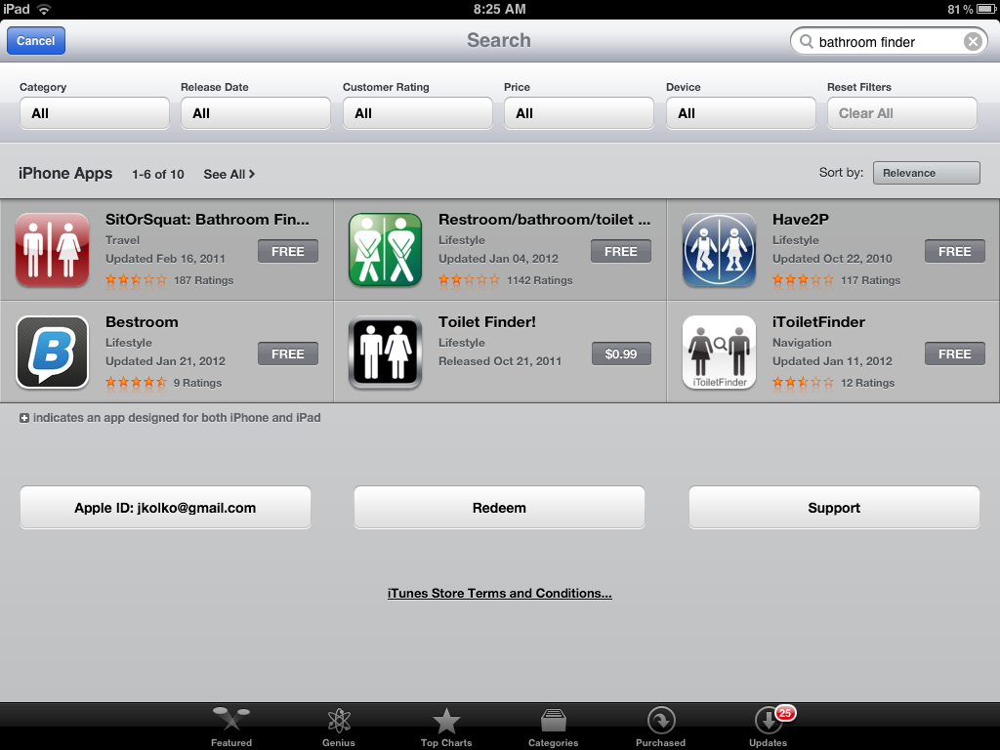 iPad 8:25 AM 81 %
Cancel Search bathroom finder
Category Release Date Customer Rating Price Device Reset Filters
All All All All All Clear All
iPhone Apps 1-6 of 10 See All Sort by: Relevance
SitOrSquat: Bathroom Fin...
Travel
Updated Feb 16, 2011
FREE
187 Ratings
Restroom/bathroom/toilet ...
Lifestyle
Updated Jan 04, 2012
FREE
1142 Ratings
Have2P
Lifestyle
Updated Oct 22, 2010
FREE
117 Ratings
B
Bestroom
Lifestyle
Updated Jan 21, 2012
FREE
9 Ratings
Toilet Finder!
Lifestyle
Released Oct 21, 2011
$0.99
iToiletFinder
iToiletFinder
Navigation
Updated Jan 11, 2012
FREE
12 Ratings
indicates an app designed for both iPhone and iPad
Apple ID: jkolko@gmail.com Redeem Support
iTunes Store Terms and Conditions...
25
Featured Genius Top Charts Categories Purchased Updates